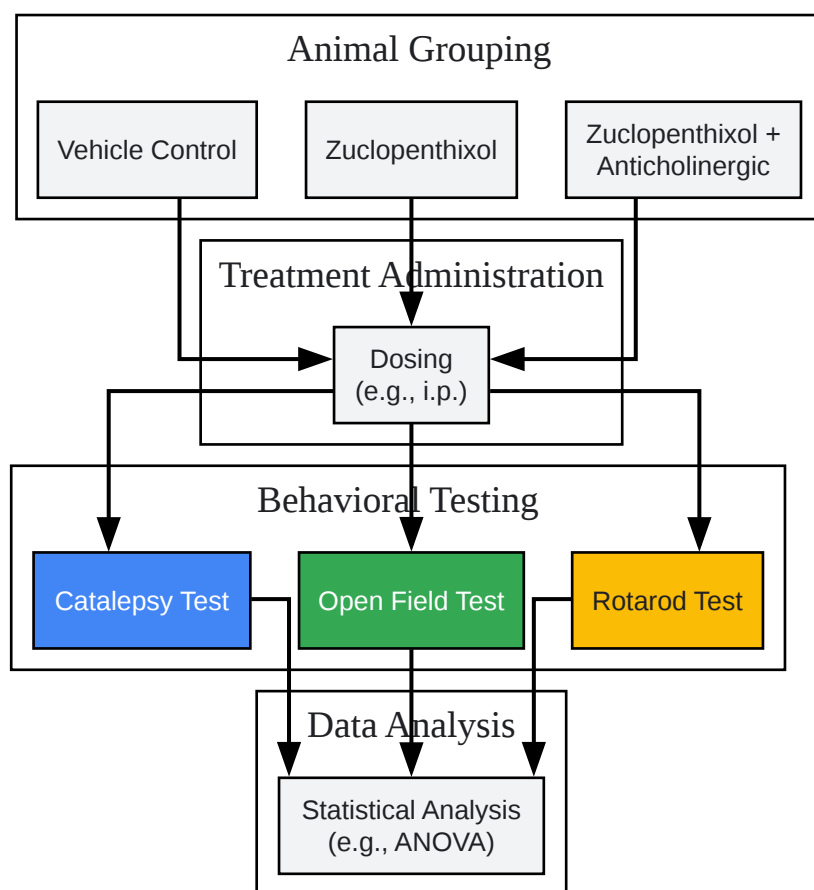 Animal Grouping
Vehicle Control
Zuclopenthixol
Zuclopenthixol +
Anticholinergic
Treatment Administration
Dosing
(e.g., i.p.)
Behavioral Testing
Catalepsy Test
Open Field Test
Rotarod Test
Data Analysis
Statistical Analysis
(e.g., ANOVA)